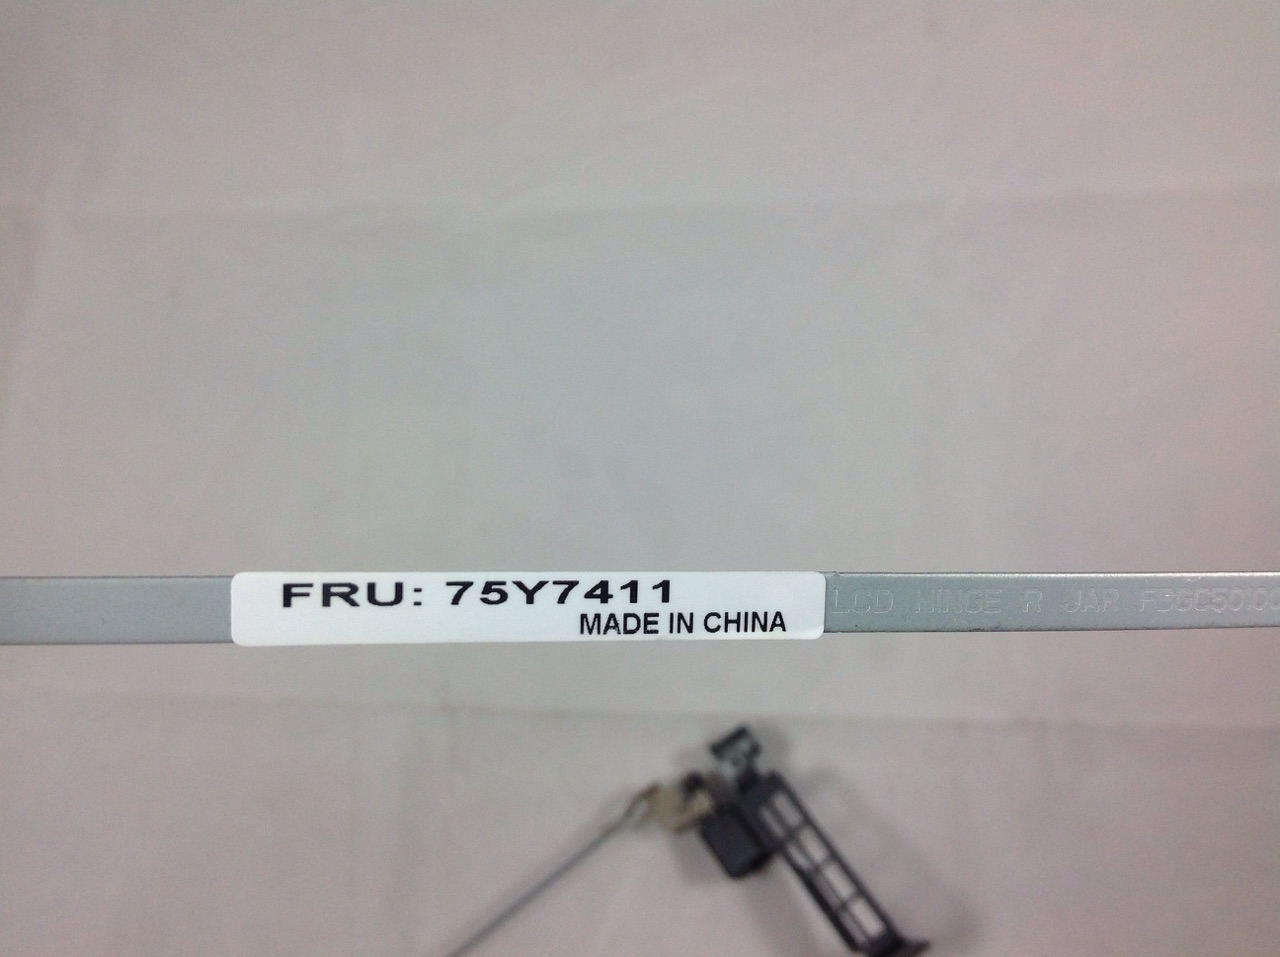 FRU: 75Y7411
MADE IN CHINA
LCD HINGE R JAR